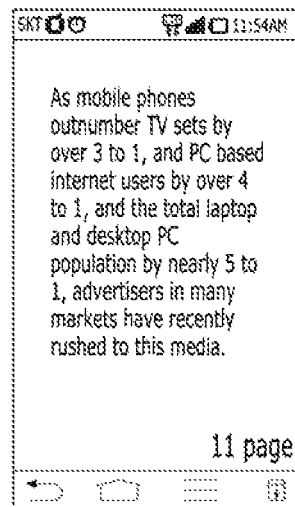 SKT 11:54AM
As mobile phones
outnumber TV sets by
over 3 to 1, and PC based
internet users by over 4
to 1, and the total laptop
and desktop PC
population by nearly 5 to
1, advertisers in many
markets have recently
rushed to this media.
11 page